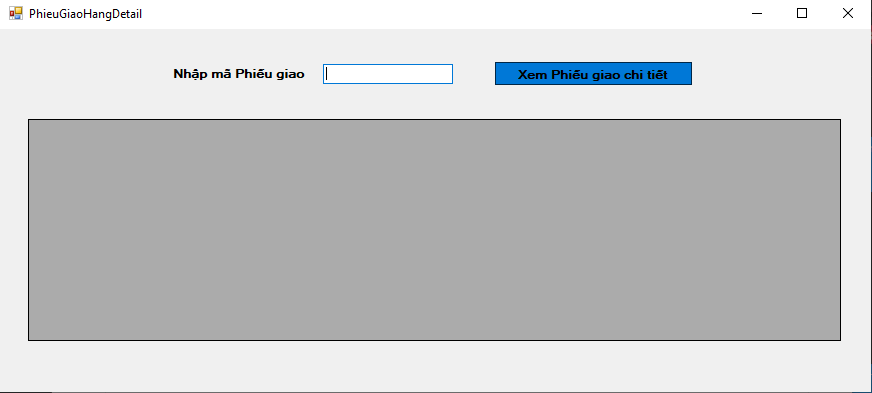 PhieuGiaoHangDetail
Nhập mã Phiếu giao
Xem Phiếu giao chi tiết